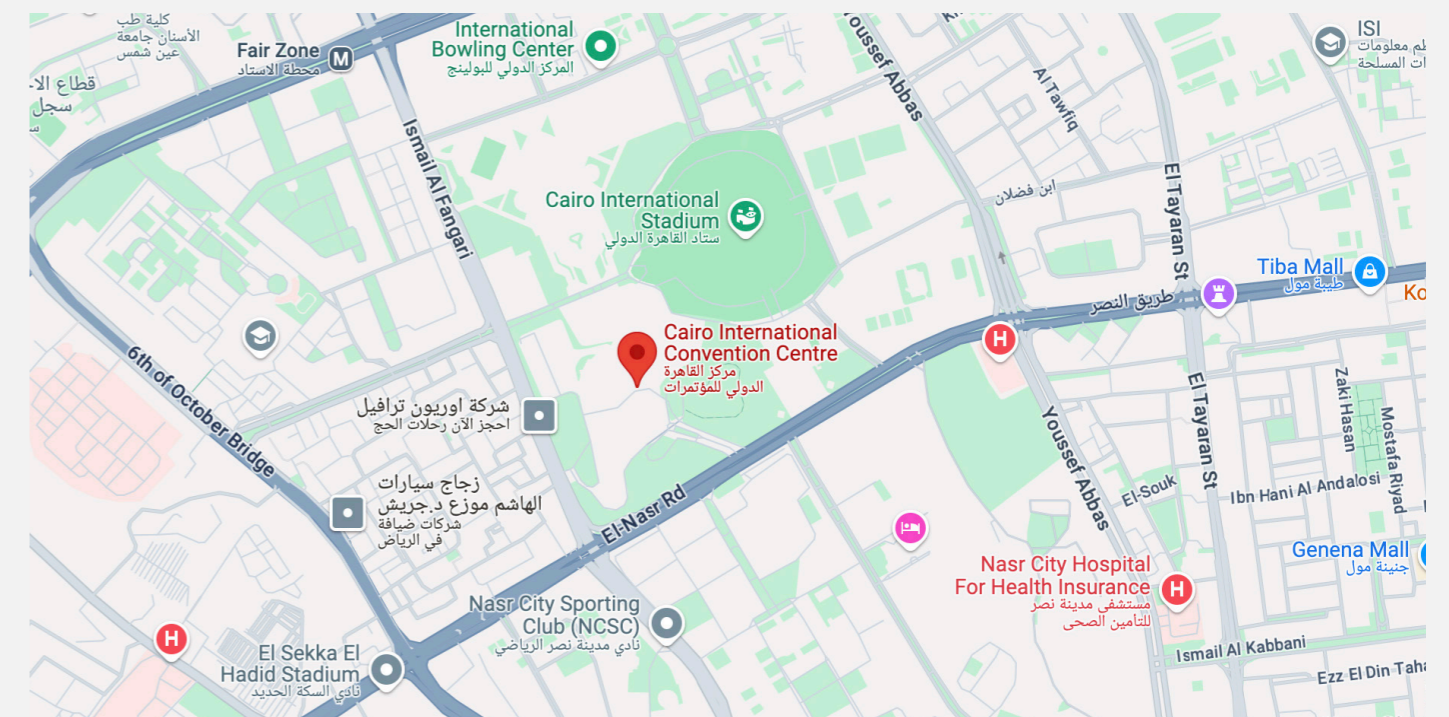 كلية طب
الأسنان جامعة
عين شمس
Fair Zone
محطة الاستاد
M
International
Bowling Center
المركز الدولي للبولينج
Youssef Abbas
Al Tawfiq
ISI
ات المسلحة
قطاع الا
سجل
Ismail Al Fangari
Cairo International
Stadium
ستاد القاهرة الدولي
ابن فضلان
El Tayaran St
Tiba Mall
طيبة مول
Ko
طريق النصر
Cairo International
Convention Centre
مركز القاهرة
الدولي للمؤتمرات
H
6th of October Bridge
شركة اوريون ترافيل
احجز الآن رحلات الحج
El Tayaran St
Zaki Hasan
Mostafa Riyad
Youssef Abbas
زجاج سيارات
الهاشم موزع د.جريش
شركات ضيافة
في الرياض
El-Nasr Rd
El-Souk
Ibn Hani Al Andalosi
Genena Mall
جنينة مول
Nasr City Hospital
For Health Insurance
مستشفى مدينة نصر
للتأمين الصحى
H
Nasr City Sporting
Club (NCSC)
نادي مدينة نصر الرياضي
H
El Sekka El
Hadid Stadium
نادي السكة الحديد
Ismail Al Kabbani
Ezz El Din Taha